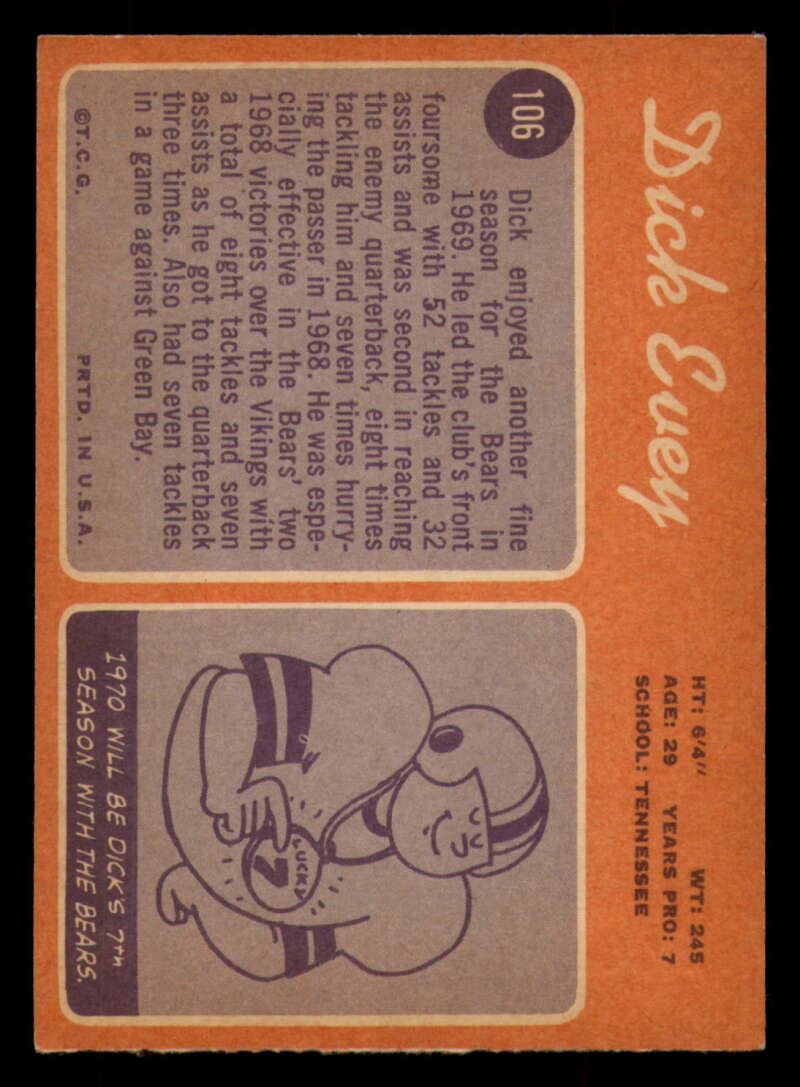 Dick Evey
HT: 6'4" WT: 245
AGE: 29 YEARS PRO: 7
SCHOOL: TENNESSEE
106
Dick enjoyed another fine
season for the Bears in
1969. He led the club's front
foursome with 52 tackles and 32
assists and was second in reaching
the enemy quarterback, eight times
tackling him and seven times hurry-
ing the passer in 1968. He was espe-
cially effective in the Bears' two
1968 victories over the Vikings with
a total of eight tackles and seven
assists as he got to the quarterback
three times. Also had seven tackles
in a game against Green Bay.
©T.C.G. PRTD. IN U.S.A.
LUCKY
7
1970 WILL BE DICK'S 7TH
SEASON WITH THE BEARS.